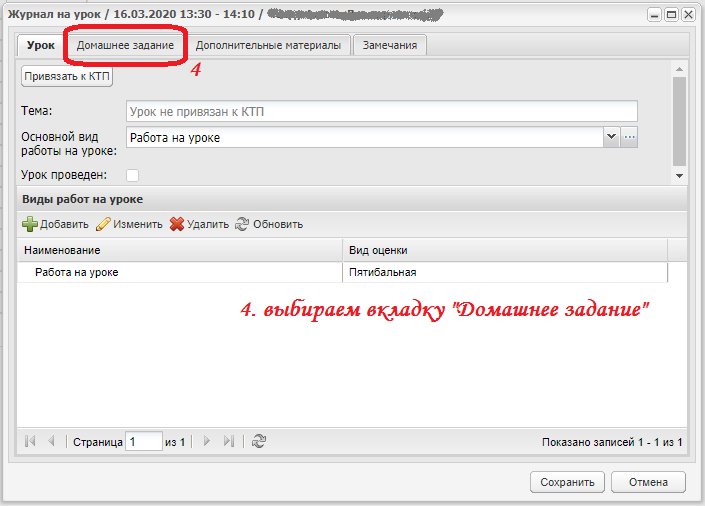 Журнал на урок / 16.03.2020 13:30 - 14:10 /
Урок Домашнее задание Дополнительные материалы Замечания
4
Привязать к КТП
Тема: Урок не привязан к КТП
Основной вид
работы на уроке: Работа на уроке
Урок проведен:
Виды работ на уроке
Добавить Изменить Удалить Обновить
Наименование Вид оценки
Работа на уроке Пятибальная
4. выбираем вкладку "Домашнее задание"
Страница 1 из 1 Показано записей 1 - 1 из 1
Сохранить Отмена